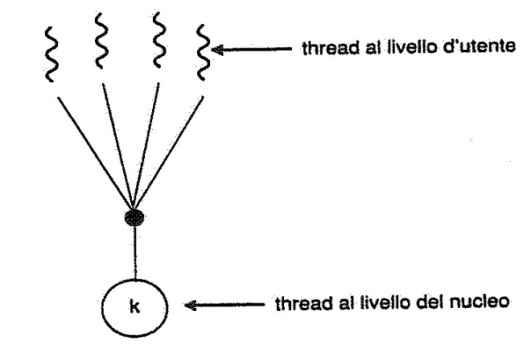 thread al livello d'utente
k
thread al livello del nucleo